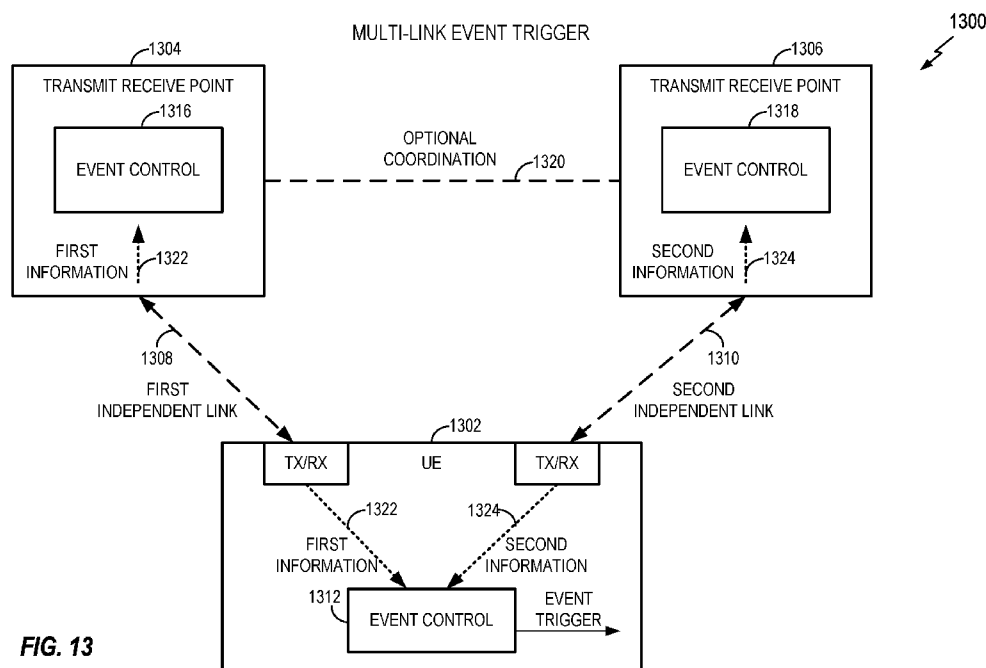 MULTI-LINK EVENT TRIGGER
1300
1304
TRANSMIT RECEIVE POINT
1316
EVENT CONTROL
FIRST
INFORMATION
1322
OPTIONAL
COORDINATION
1320
1306
TRANSMIT RECEIVE POINT
1318
EVENT CONTROL
SECOND
INFORMATION
1324
1308
FIRST
INDEPENDENT LINK
1310
SECOND
INDEPENDENT LINK
1302
TX/RX
UE
TX/RX
1322
FIRST
INFORMATION
1324
SECOND
INFORMATION
1312
EVENT CONTROL
EVENT
TRIGGER
FIG. 13